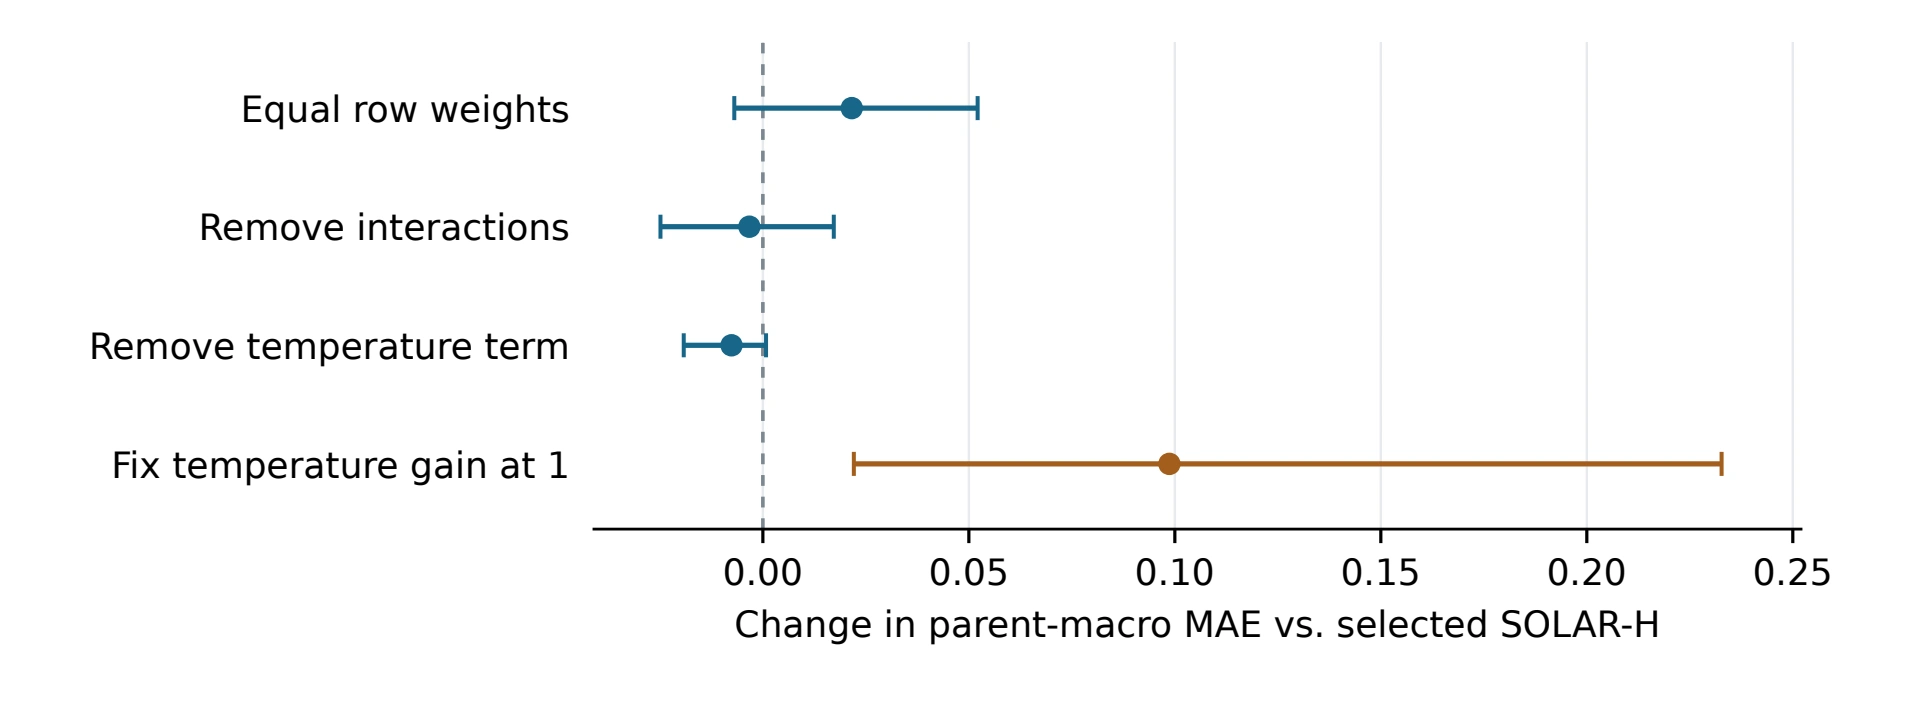 Equal row weights
Remove interactions
Remove temperature term
Fix temperature gain at 1
0.00 0.05 0.10 0.15 0.20 0.25
Change in parent-macro MAE vs. selected SOLAR-H